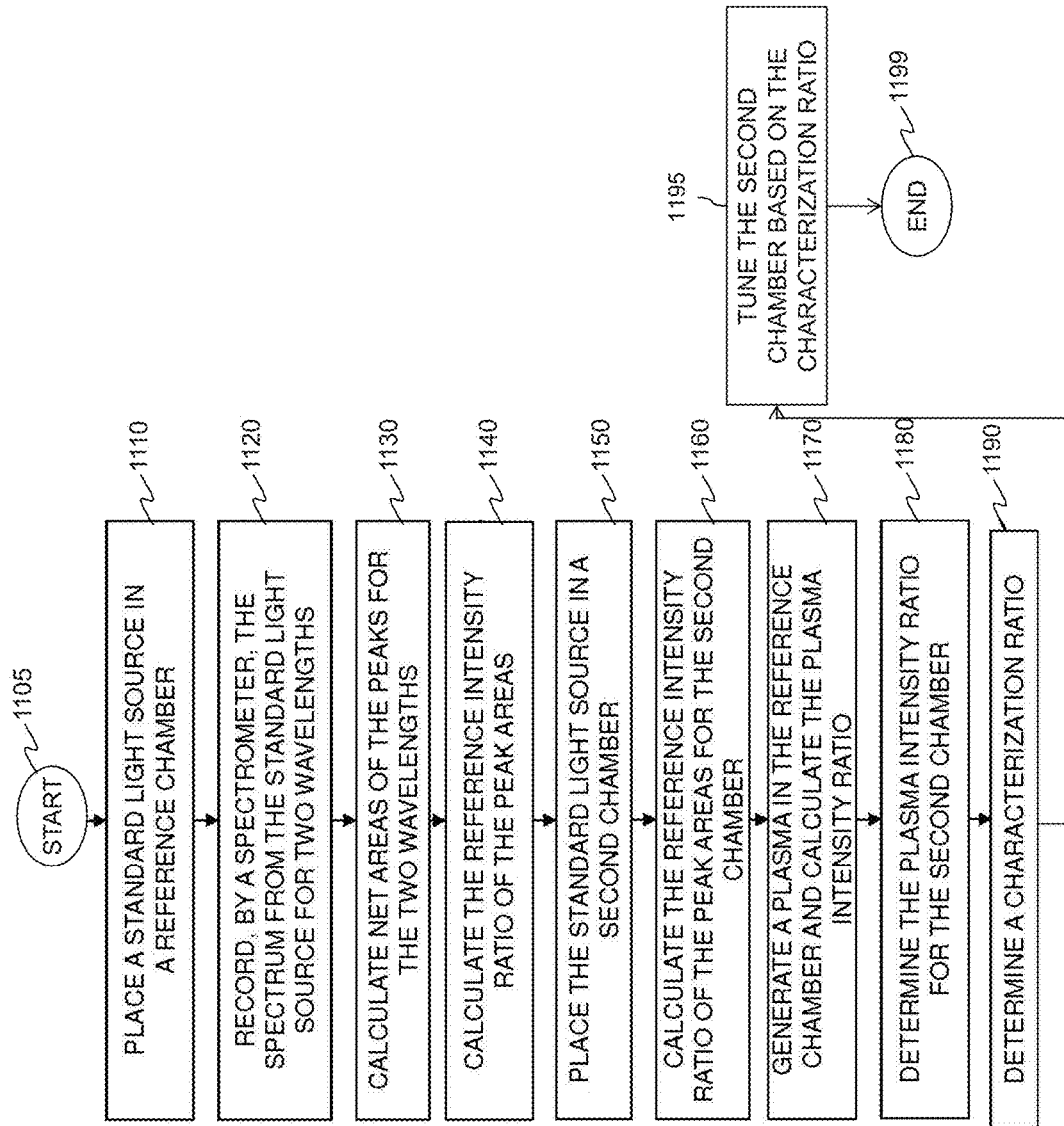 START
1105
PLACE A STANDARD LIGHT SOURCE IN
A REFERENCE CHAMBER
1110
RECORD, BY A SPECTROMETER, THE
SPECTRUM FROM THE STANDARD LIGHT
SOURCE FOR TWO WAVELENGTHS
1120
CALCULATE NET AREAS OF THE PEAKS FOR
THE TWO WAVELENGTHS
1130
CALCULATE THE REFERENCE INTENSITY
RATIO OF THE PEAK AREAS
1140
PLACE THE STANDARD LIGHT SOURCE IN A
SECOND CHAMBER
1150
CALCULATE THE REFERENCE INTENSITY
RATIO OF THE PEAK AREAS FOR THE SECOND
CHAMBER
1160
GENERATE A PLASMA IN THE REFERENCE
CHAMBER AND CALCULATE THE PLASMA
INTENSITY RATIO
1170
DETERMINE THE PLASMA INTENSITY RATIO
FOR THE SECOND CHAMBER
1180
DETERMINE A CHARACTERIZATION RATIO
1190
1195
TUNE THE SECOND
CHAMBER BASED ON THE
CHARACTERIZATION RATIO
END
1199